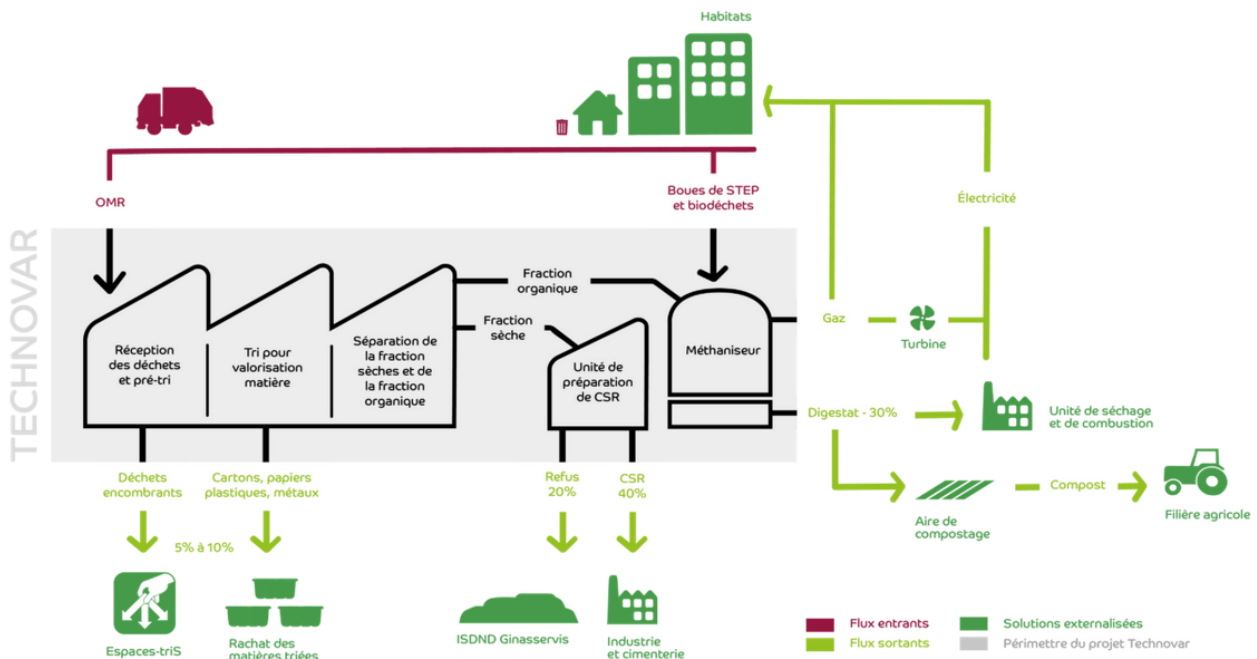 Habitats
OMR
Boues de STEP
et biodéchets
Électricité
TECHNOVAR
Fraction
organique
Fraction
sèche
Réception
des déchets
et pré-tri
Tri pour
valorisation
matière
Séparation de
la fraction
sèches et de
la fraction
organique
Unité de
préparation
de CSR
Méthaniseur
Gaz
Turbine
Digestat - 30%
Unité de séchage
et de combustion
Déchets
encombrants
Cartons, papiers
plastiques, métaux
Refus
20%
CSR
40%
5% à 10%
Aire de
compostage
Compost
Filière agricole
Espaces-triS
Rachat des
matières triées
ISDND Ginasservis
Industrie
et cimenterie
Flux entrants
Flux sortants
Solutions externalisées
Périmettre du projet Technovar